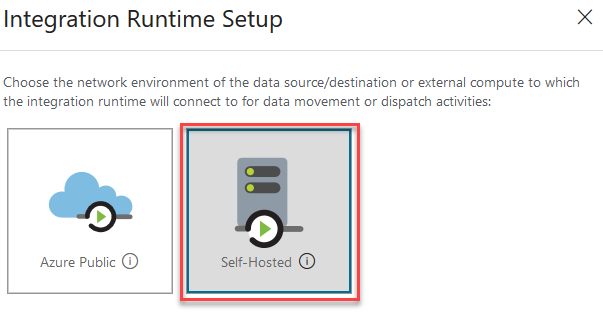 Integration Runtime Setup
Choose the network environment of the data source/destination or external compute to which
the integration runtime will connect to for data movement or dispatch activities:
Azure Public
Self-Hosted